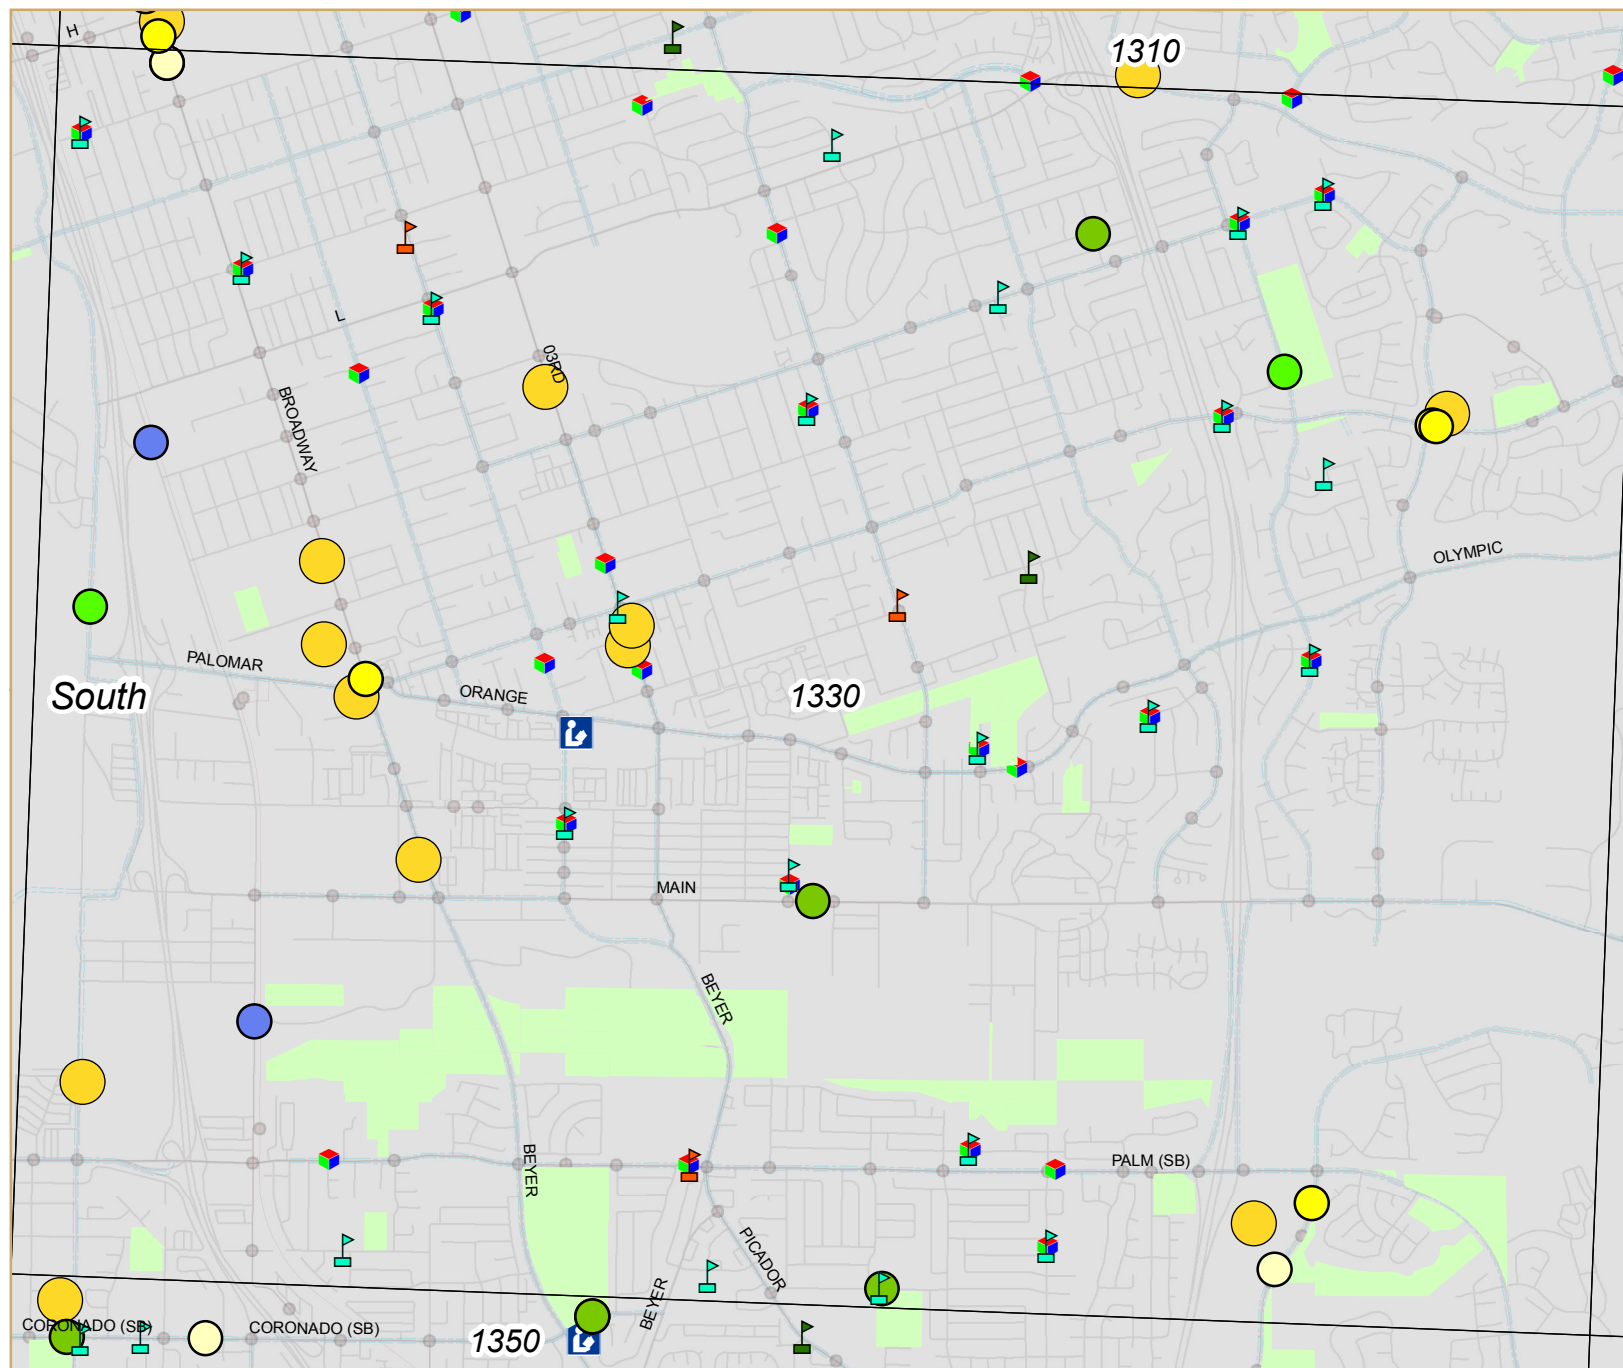 H
1310
L
03RD
BROADWAY
OLYMPIC
PALOMAR
South
ORANGE
1330
MAIN
BEYER
BEYER
PALM (SB)
PICADOR
BEYER
CORONADO (SB)
CORONADO (SB)
1350